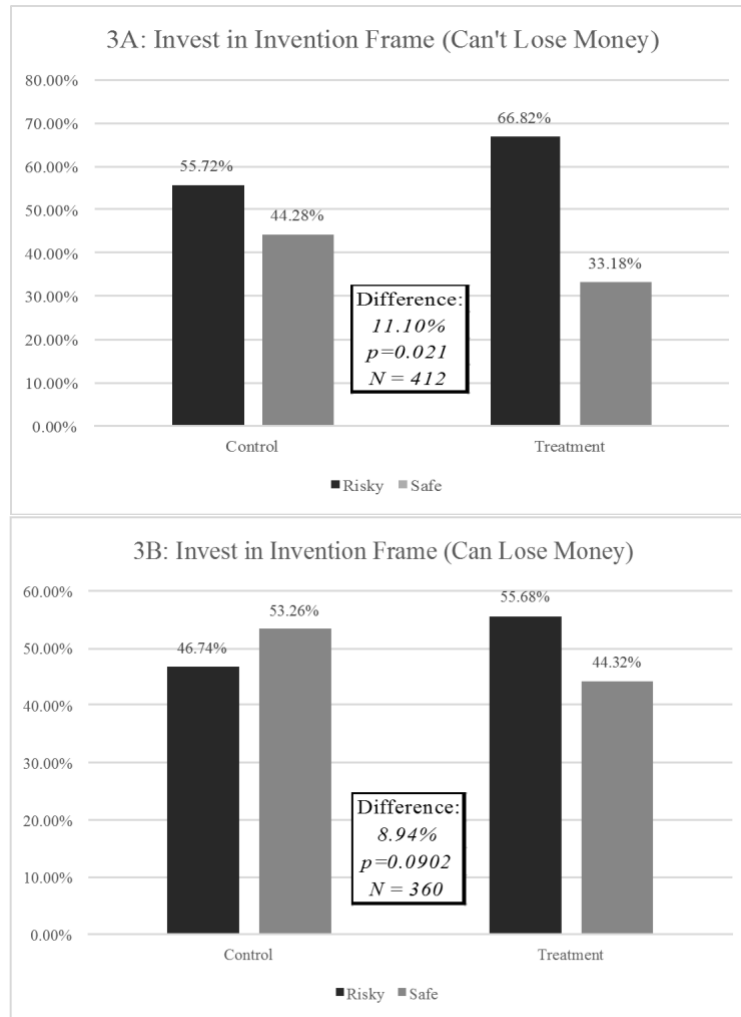 3A: Invest in Invention Frame (Can't Lose Money)
80.00%
70.00%
60.00%
50.00%
40.00%
30.00%
20.00%
10.00%
0.00%
55.72%
44.28%
66.82%
33.18%
Difference:
11.10%
p=0.021
N = 412
Control
Treatment
Risky
Safe
3B: Invest in Invention Frame (Can Lose Money)
60.00%
50.00%
40.00%
30.00%
20.00%
10.00%
0.00%
46.74%
53.26%
55.68%
44.32%
Difference:
8.94%
p=0.0902
N = 360
Control
Treatment
Risky
Safe